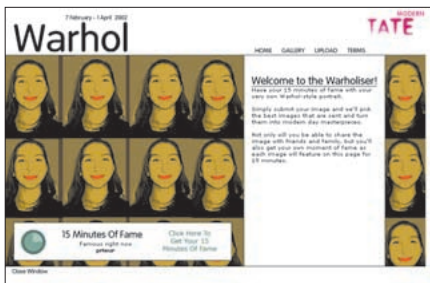 7 February - 1 April 2002
Warhol
MODERN
TATE
HOME GALLERY UPLOAD TERMS
Welcome to the Warholiser!
Have your 15 minutes of fame with your
very own Warhol-style portrait.
Simply submit your image and we'll pick
the best images that are sent and turn
them into modern day masterpieces.
Not only will you be able to share the
image with friends and family, but you'll
also get your own moment of fame as
each image will feature on this page for
15 minutes.
15 Minutes Of Fame
Famous right now
Click Here To
Get Your 15
Minutes Of Fame
Close Window